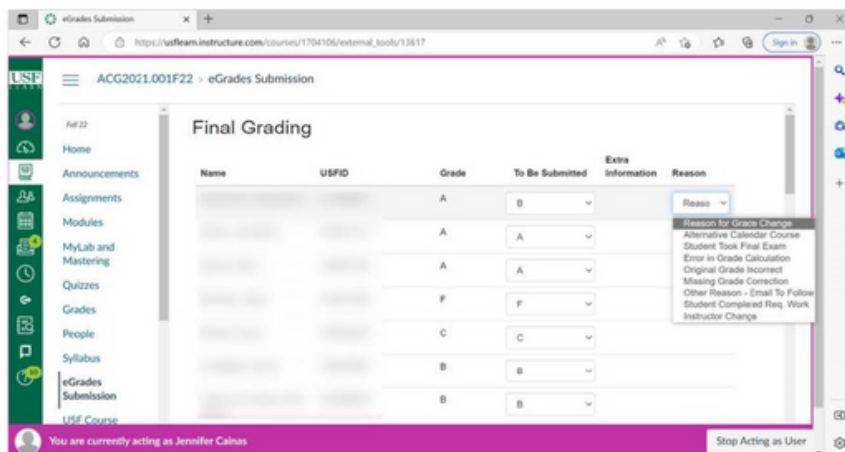 eGrades Submission
https://usflearn.instructure.com/courses/1704106/external_tools/13617
Sign in
USF
LEARN
ACG2021.001F22 > eGrades Submission
Fall 22
Home
Announcements
Assignments
Modules
MyLab and
Mastering
Quizzes
Grades
People
Syllabus
eGrades
Submission
USF Course
Final Grading
Name USFID Grade To Be Submitted Extra Information Reason
A B Reaso
A A
A A
F F
C C
B B
B B
Reason for Grace Change
Alternative Calendar Course
Student Took Final Exam
Error in Grade Calculation
Original Grade Incorrect
Missing Grade Correction
Other Reason - Email To Follow
Student Completed Req. Work
Instructor Change
4
10
You are currently acting as Jennifer Cainas
Stop Acting as User